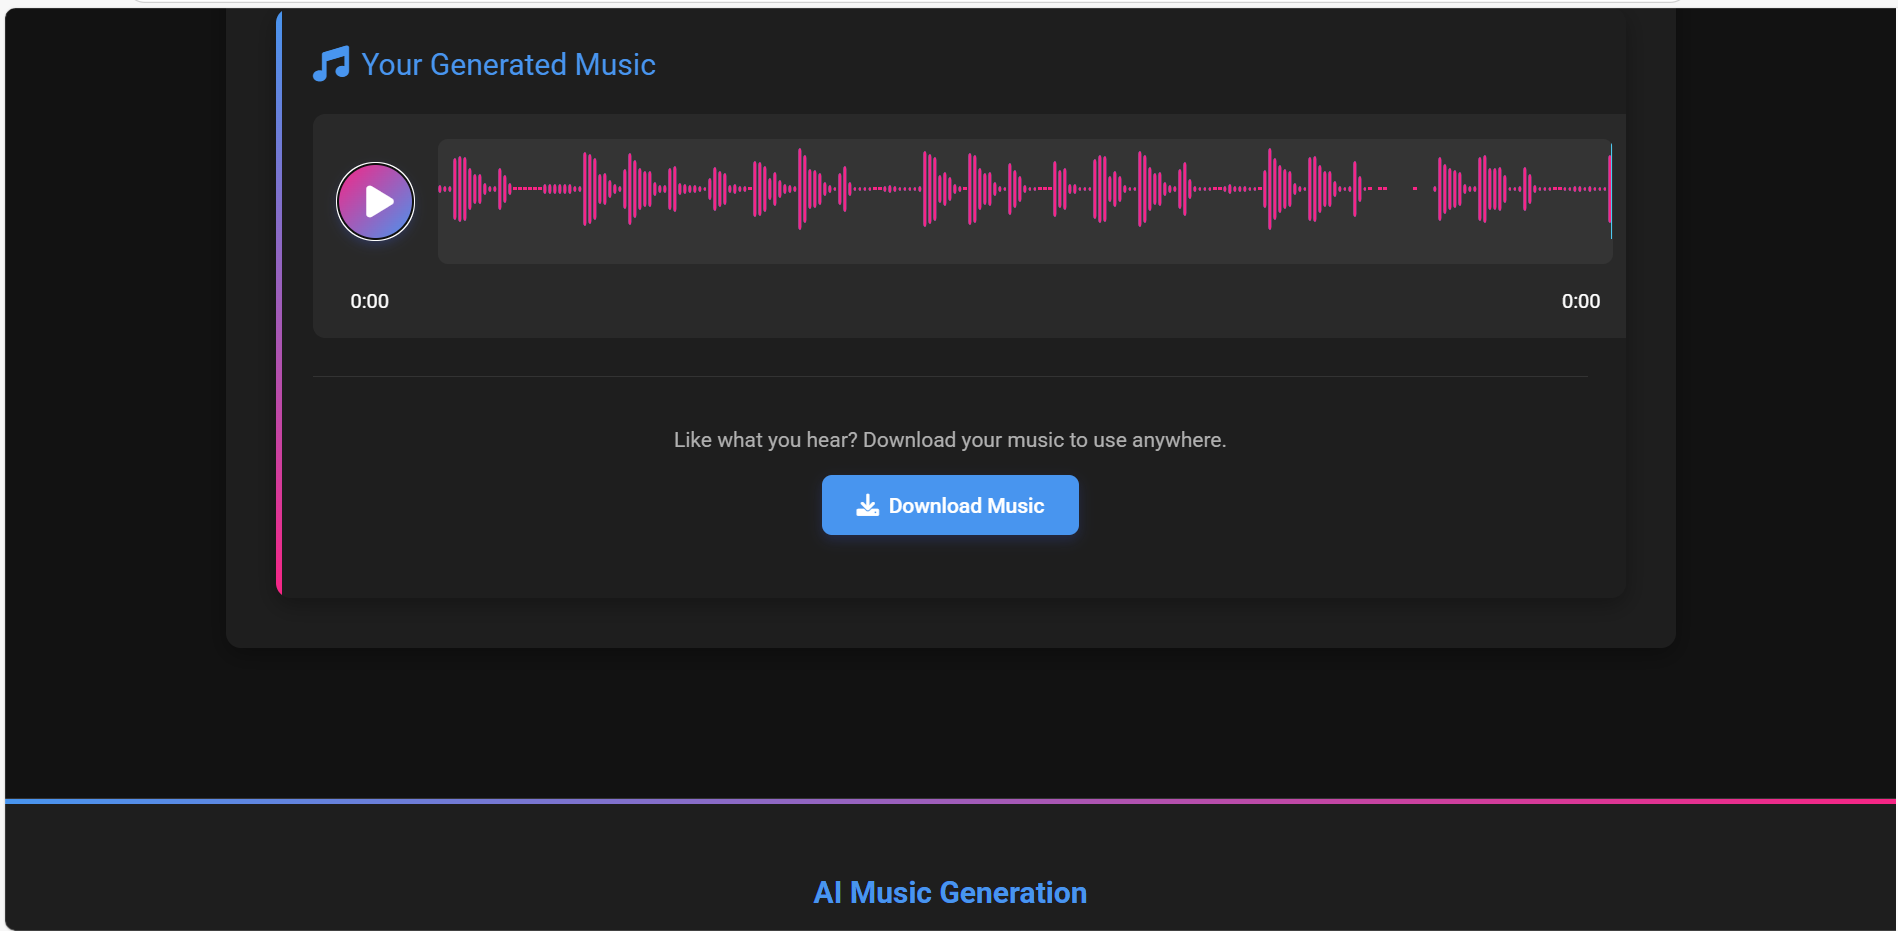 Your Generated Music
0:00
0:00
Like what you hear? Download your music to use anywhere.
Download Music
AI Music Generation